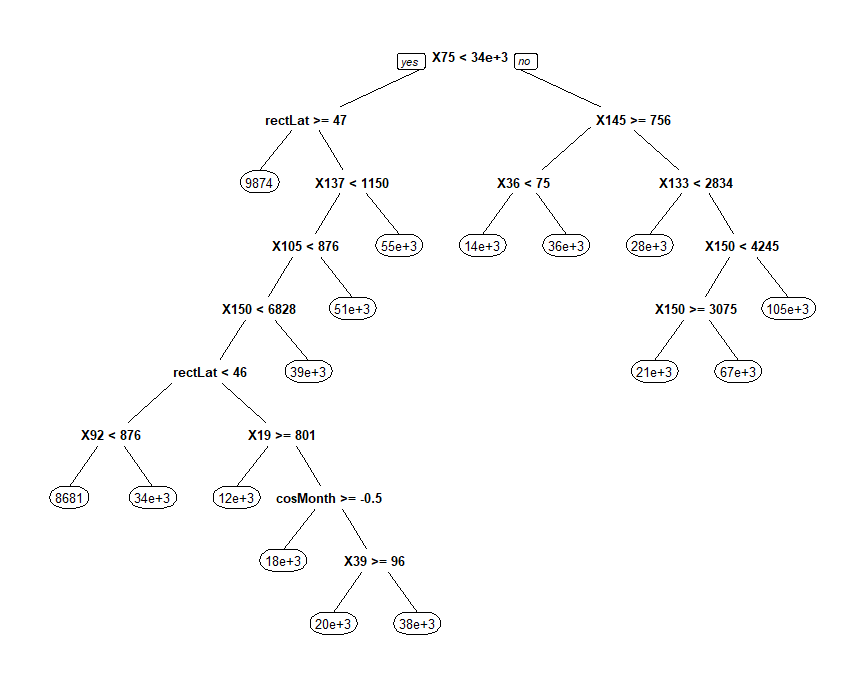 yes X75 < 34e+3 no
rectLat >= 47 X145 >= 756
9874 X137 < 1150 X36 < 75 X133 < 2834
X105 < 876 55e+3 14e+3 36e+3 28e+3 X150 < 4245
X150 < 6828 51e+3 X150 >= 3075 105e+3
rectLat < 46 39e+3 21e+3 67e+3
X92 < 876 X19 >= 801
8681 34e+3 12e+3 cosMonth >= -0.5
18e+3 X39 >= 96
20e+3 38e+3